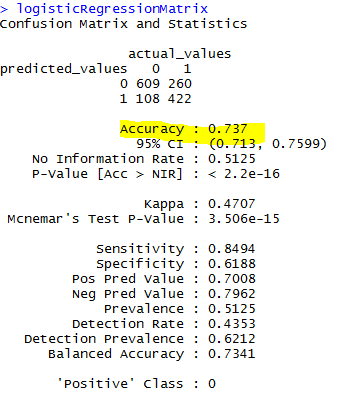 > logisticRegressionMatrix
Confusion Matrix and Statistics
actual_values
predicted_values 0 1
0 609 260
1 108 422
Accuracy : 0.737
95% CI : (0.713, 0.7599)
No Information Rate : 0.5125
P-Value [Acc > NIR] : < 2.2e-16
Kappa : 0.4707
Mcnemar's Test P-Value : 3.506e-15
Sensitivity : 0.8494
Specificity : 0.6188
Pos Pred Value : 0.7008
Neg Pred Value : 0.7962
Prevalence : 0.5125
Detection Rate : 0.4353
Detection Prevalence : 0.6212
Balanced Accuracy : 0.7341
'Positive' Class : 0